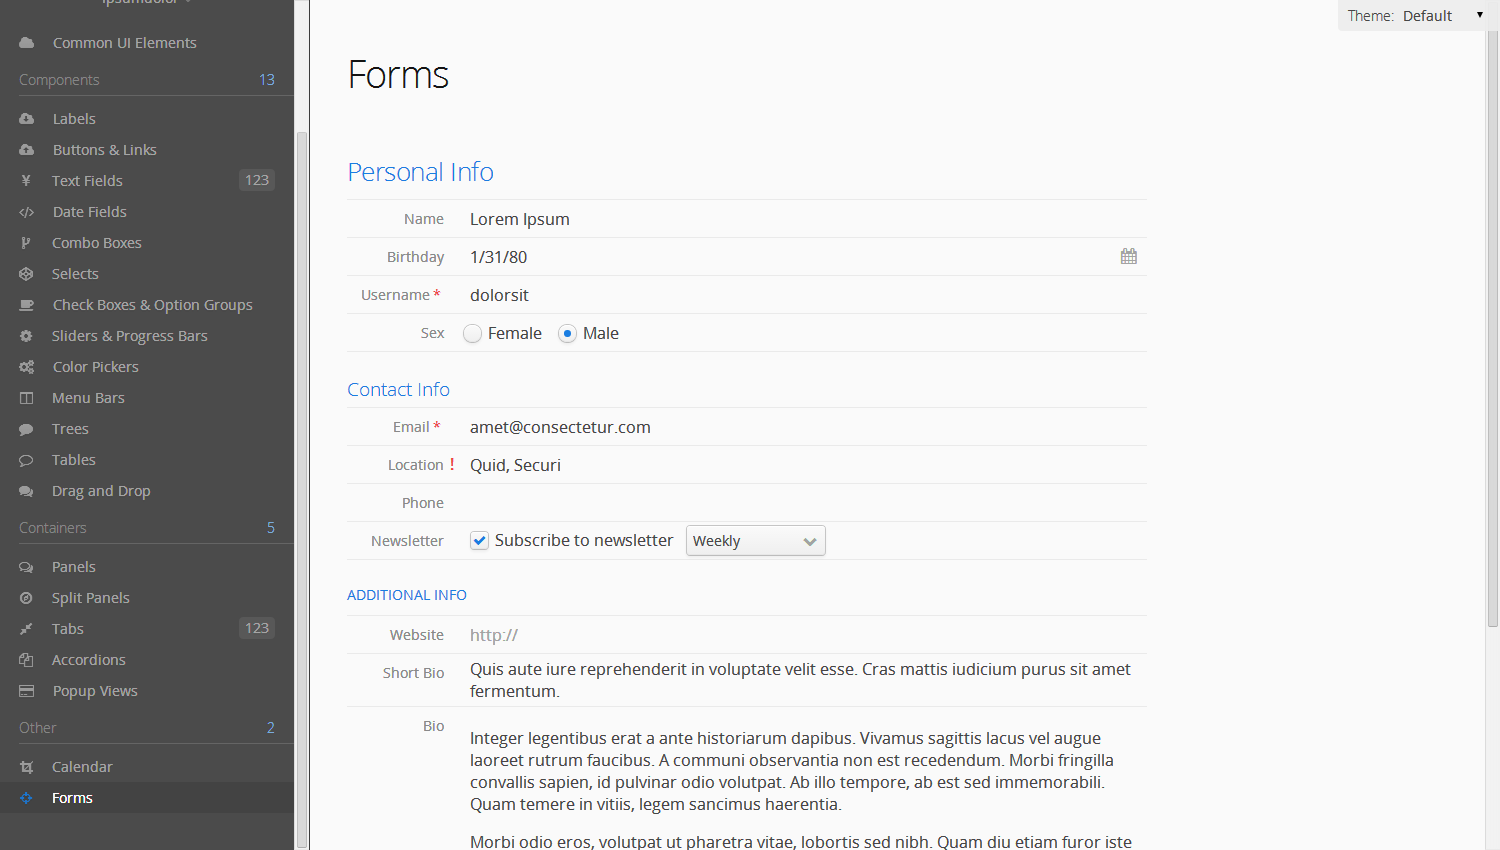 Common UI Elements
Components 13
Labels
Buttons & Links
Text Fields 123
Date Fields
Combo Boxes
Selects
Check Boxes & Option Groups
Sliders & Progress Bars
Color Pickers
Menu Bars
Trees
Tables
Drag and Drop
Containers 5
Panels
Split Panels
Tabs 123
Accordions
Popup Views
Other 2
Calendar
Forms
Theme: Default
Forms
Personal Info
Name Lorem Ipsum
Birthday 1/31/80
Username * dolorsit
Sex Female Male
Contact Info
Email * amet@consectetur.com
Location ! Quid, Securi
Phone
Newsletter Subscribe to newsletter Weekly
ADDITIONAL INFO
Website http://
Short Bio Quis aute iure reprehenderit in voluptate velit esse. Cras mattis iudicium purus sit amet
fermentum.
Bio
Integer legentibus erat a ante historiarum dapibus. Vivamus sagittis lacus vel augue
laoreet rutrum faucibus. A communi observantia non est recedendum. Morbi fringilla
convallis sapien, id pulvinar odio volutpat. Ab illo tempore, ab est sed immemorabili.
Quam temere in vitiis, legem sancimus haerentia.
Morbi odio eros, volutpat ut pharetra vitae, lobortis sed nibh. Quam diu etiam furor iste